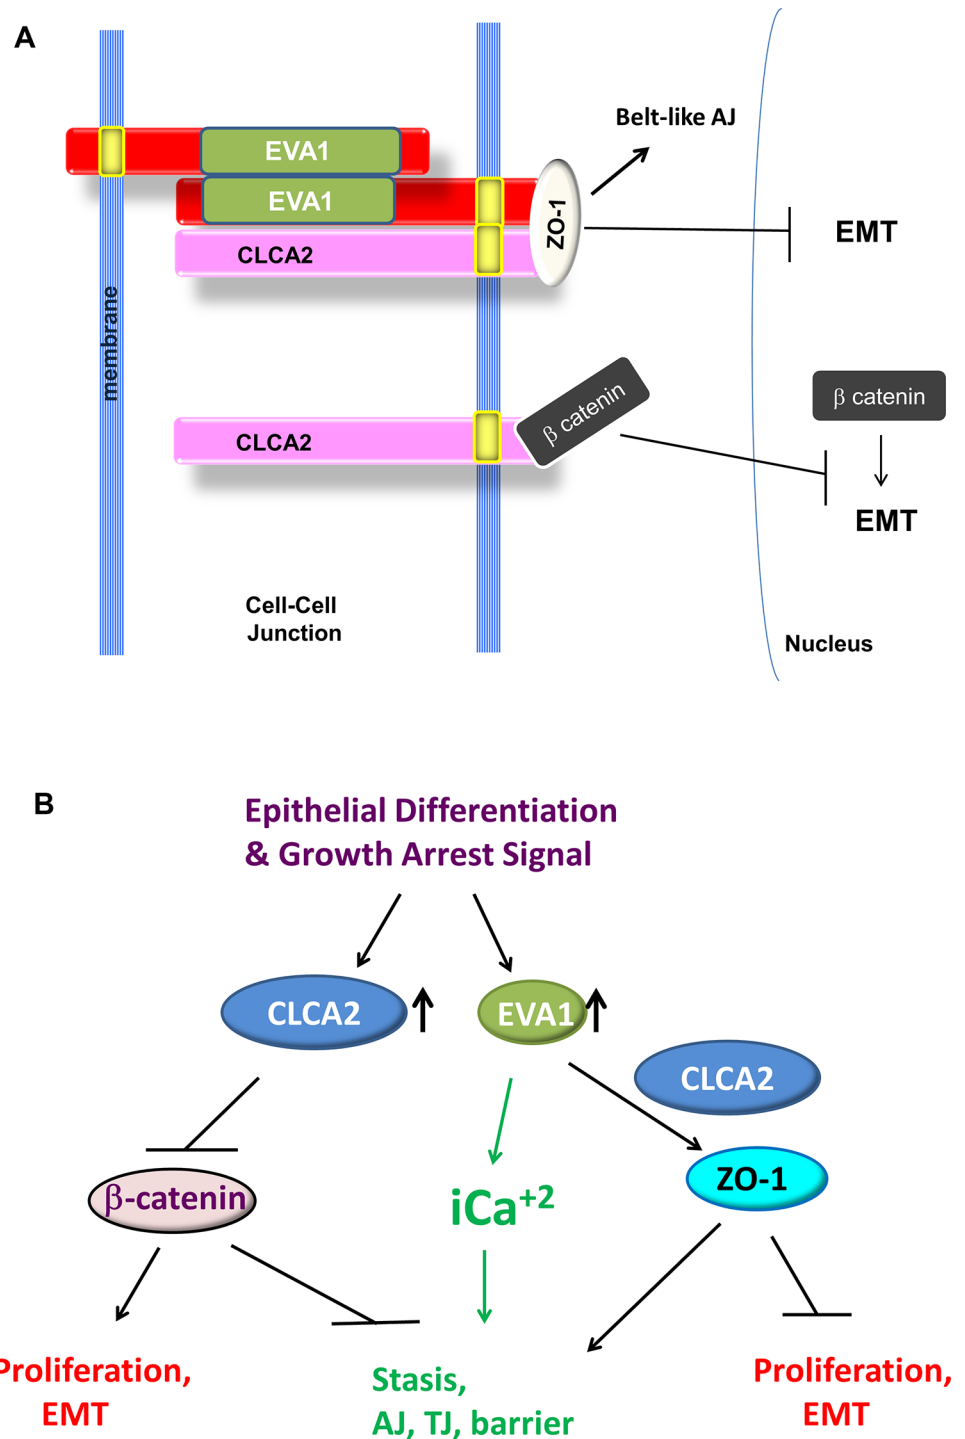 A
Belt-like AJ
EVA1
EVA1
ZO-1
EMT
CLCA2
membrane
β catenin
β catenin
CLCA2
EMT
Cell-Cell
Junction
Nucleus
B
Epithelial Differentiation
& Growth Arrest Signal
CLCA2
EVA1
CLCA2
ZO-1
β-catenin
iCa+2
Proliferation,
EMT
Stasis,
AJ, TJ, barrier
Proliferation,
EMT